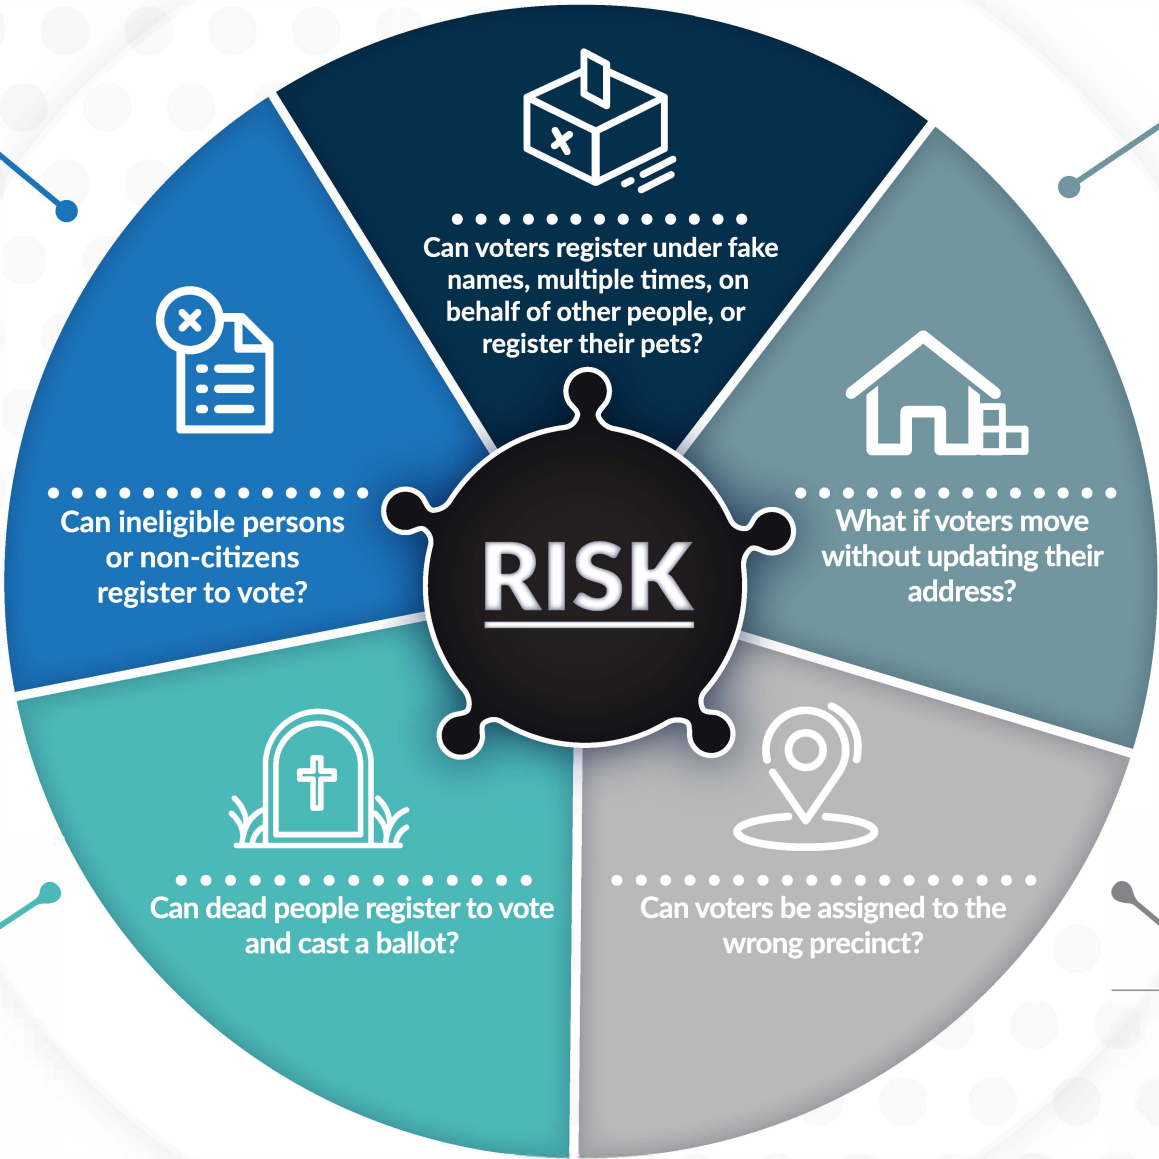 Can voters register under fake
names, multiple times, on
behalf of other people, or
register their pets?
Can ineligible persons
or non-citizens
register to vote?
What if voters move
without updating their
address?
RISK
Can dead people register to vote
and cast a ballot?
Can voters be assigned to the
wrong precinct?